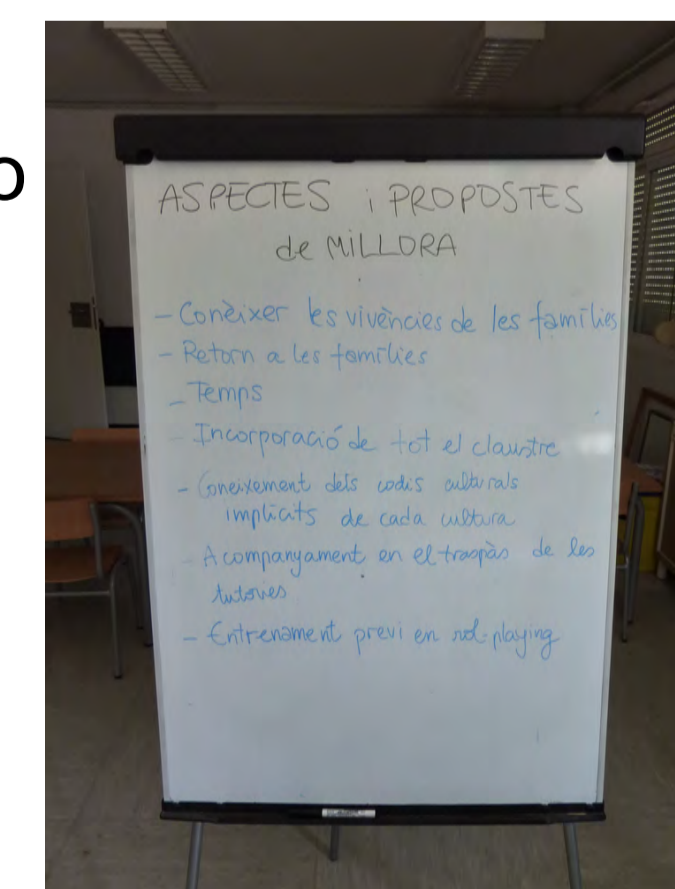 ASPECTES i PROPOSTES
de MILLORA
- Conèixer les vivències de les famílies
- Retorn a les famílies
- Temps
- Incorporació de tot el claustre
- Coneixement dels codis culturals
implícits de cada cultura
- Acompanyament en el traspàs de les
tutories
- Entrenament previ en rol-playing